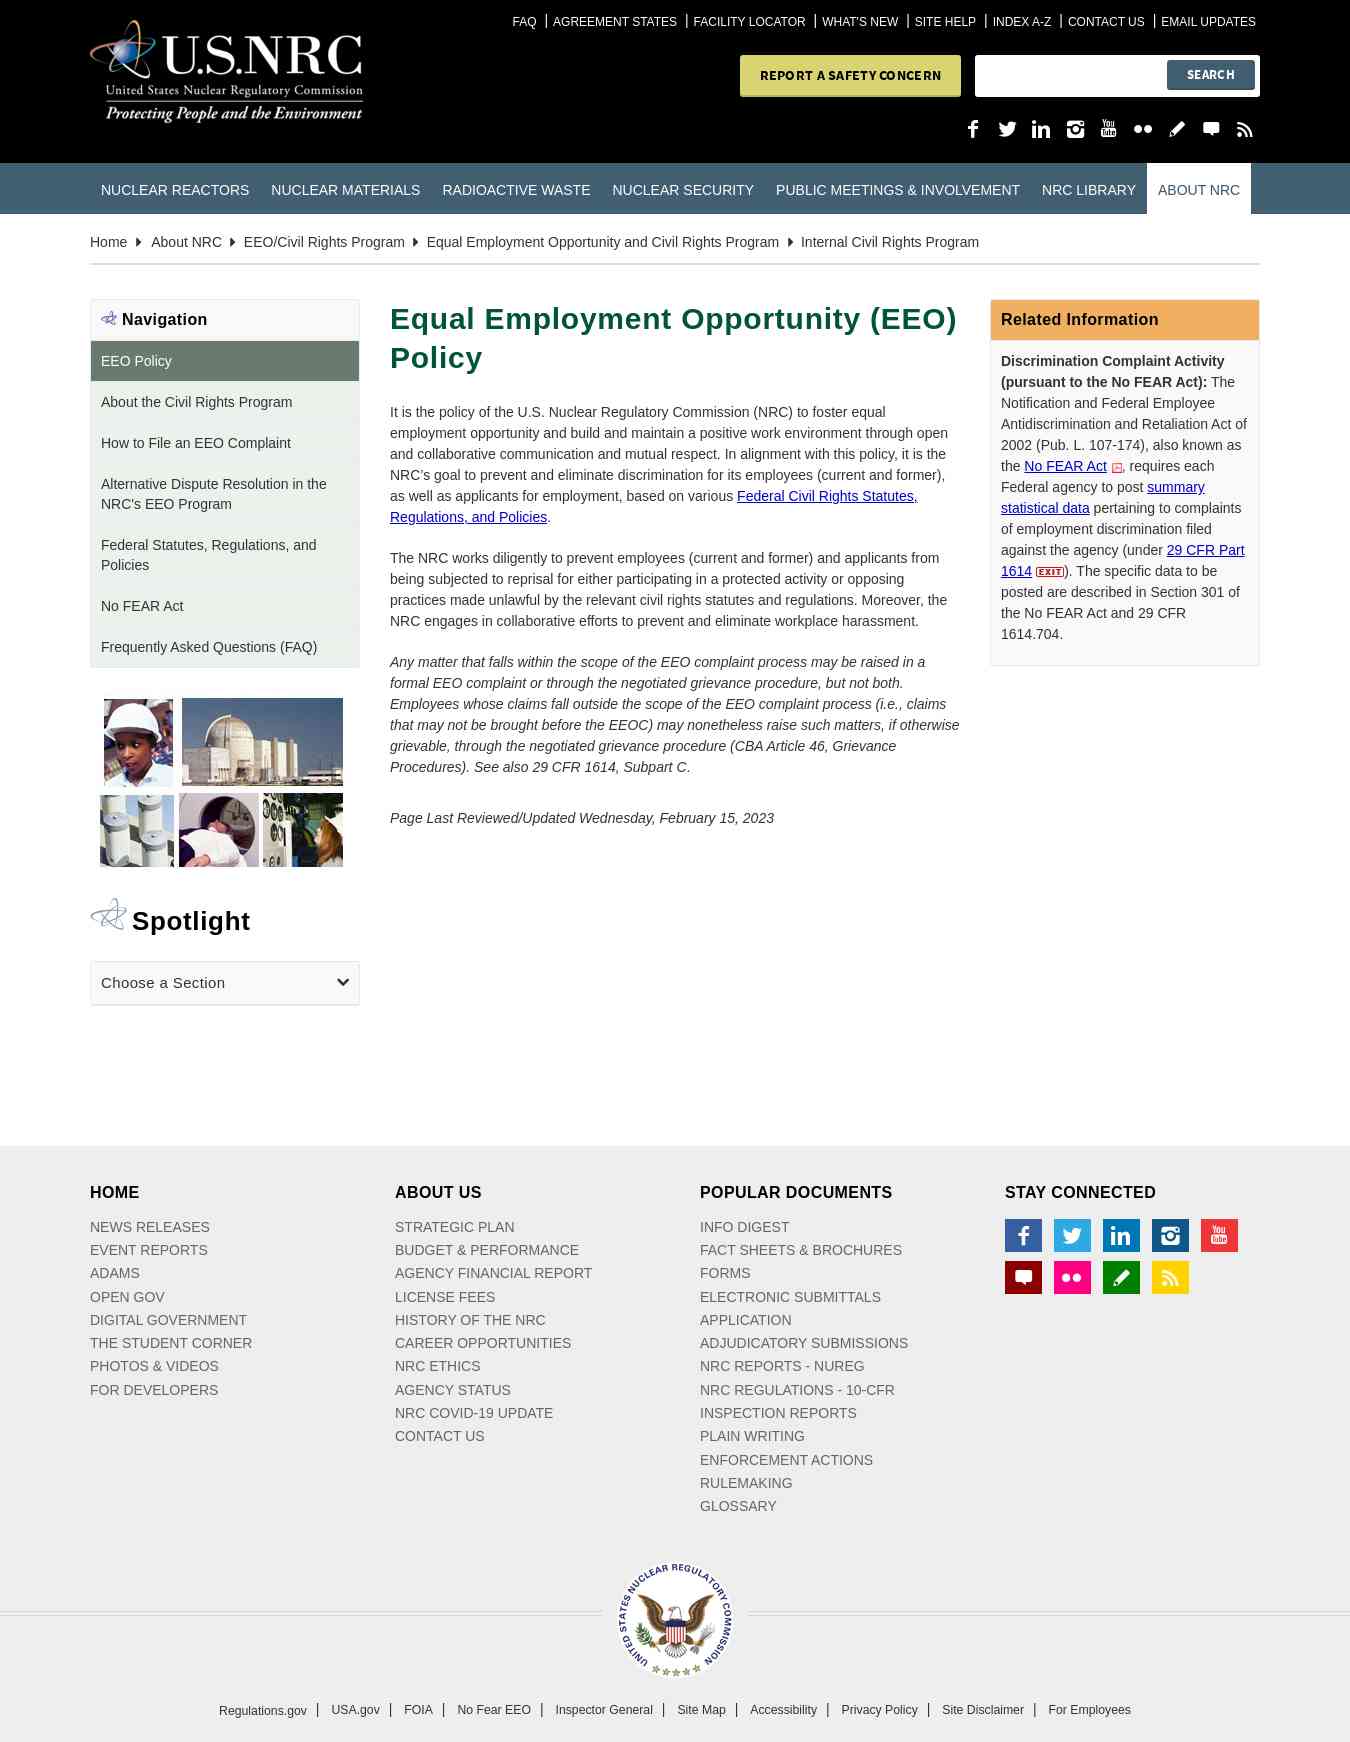 FAQ | AGREEMENT STATES | FACILITY LOCATOR | WHAT'S NEW | SITE HELP | INDEX A-Z | CONTACT US | EMAIL UPDATES
U.S.NRC
United States Nuclear Regulatory Commission
Protecting People and the Environment
REPORT A SAFETY CONCERN
SEARCH
NUCLEAR REACTORS NUCLEAR MATERIALS RADIOACTIVE WASTE NUCLEAR SECURITY PUBLIC MEETINGS & INVOLVEMENT NRC LIBRARY ABOUT NRC
Home About NRC EEO/Civil Rights Program Equal Employment Opportunity and Civil Rights Program Internal Civil Rights Program
Navigation
EEO Policy
About the Civil Rights Program
How to File an EEO Complaint
Alternative Dispute Resolution in the
NRC's EEO Program
Federal Statutes, Regulations, and
Policies
No FEAR Act
Frequently Asked Questions (FAQ)
Spotlight
Choose a Section
Equal Employment Opportunity (EEO)
Policy
It is the policy of the U.S. Nuclear Regulatory Commission (NRC) to foster equal
employment opportunity and build and maintain a positive work environment through open
and collaborative communication and mutual respect. In alignment with this policy, it is the
NRC's goal to prevent and eliminate discrimination for its employees (current and former),
as well as applicants for employment, based on various Federal Civil Rights Statutes,
Regulations, and Policies.
The NRC works diligently to prevent employees (current and former) and applicants from
being subjected to reprisal for either participating in a protected activity or opposing
practices made unlawful by the relevant civil rights statutes and regulations. Moreover, the
NRC engages in collaborative efforts to prevent and eliminate workplace harassment.
Any matter that falls within the scope of the EEO complaint process may be raised in a
formal EEO complaint or through the negotiated grievance procedure, but not both.
Employees whose claims fall outside the scope of the EEO complaint process (i.e., claims
that may not be brought before the EEOC) may nonetheless raise such matters, if otherwise
grievable, through the negotiated grievance procedure (CBA Article 46, Grievance
Procedures). See also 29 CFR 1614, Subpart C.
Page Last Reviewed/Updated Wednesday, February 15, 2023
Related Information
Discrimination Complaint Activity
(pursuant to the No FEAR Act): The
Notification and Federal Employee
Antidiscrimination and Retaliation Act of
2002 (Pub. L. 107-174), also known as
the No FEAR Act, requires each
Federal agency to post summary
statistical data pertaining to complaints
of employment discrimination filed
against the agency (under 29 CFR Part
1614 EXIT). The specific data to be
posted are described in Section 301 of
the No FEAR Act and 29 CFR
1614.704.
HOME
NEWS RELEASES
EVENT REPORTS
ADAMS
OPEN GOV
DIGITAL GOVERNMENT
THE STUDENT CORNER
PHOTOS & VIDEOS
FOR DEVELOPERS
ABOUT US
STRATEGIC PLAN
BUDGET & PERFORMANCE
AGENCY FINANCIAL REPORT
LICENSE FEES
HISTORY OF THE NRC
CAREER OPPORTUNITIES
NRC ETHICS
AGENCY STATUS
NRC COVID-19 UPDATE
CONTACT US
POPULAR DOCUMENTS
INFO DIGEST
FACT SHEETS & BROCHURES
FORMS
ELECTRONIC SUBMITTALS
APPLICATION
ADJUDICATORY SUBMISSIONS
NRC REPORTS - NUREG
NRC REGULATIONS - 10-CFR
INSPECTION REPORTS
PLAIN WRITING
ENFORCEMENT ACTIONS
RULEMAKING
GLOSSARY
STAY CONNECTED
UNITED STATES NUCLEAR REGULATORY COMMISSION
Regulations.gov | USA.gov | FOIA | No Fear EEO | Inspector General | Site Map | Accessibility | Privacy Policy | Site Disclaimer | For Employees